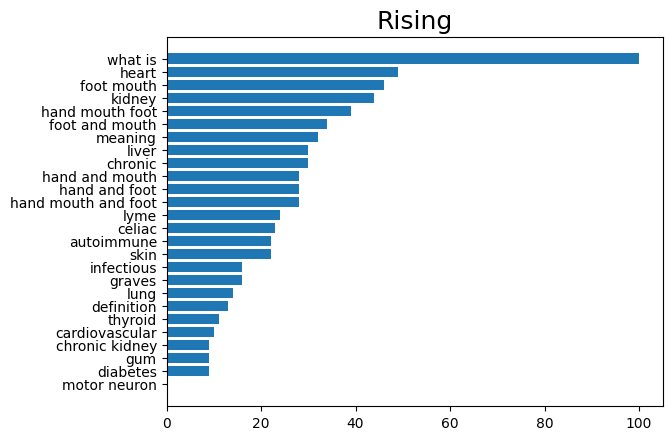 Rising
what is
heart
foot mouth
kidney
hand mouth foot
foot and mouth
meaning
liver
chronic
hand and mouth
hand and foot
hand mouth and foot
lyme
celiac
autoimmune
skin
infectious
graves
lung
definition
thyroid
cardiovascular
chronic kidney
gum
diabetes
motor neuron
0 20 40 60 80 100